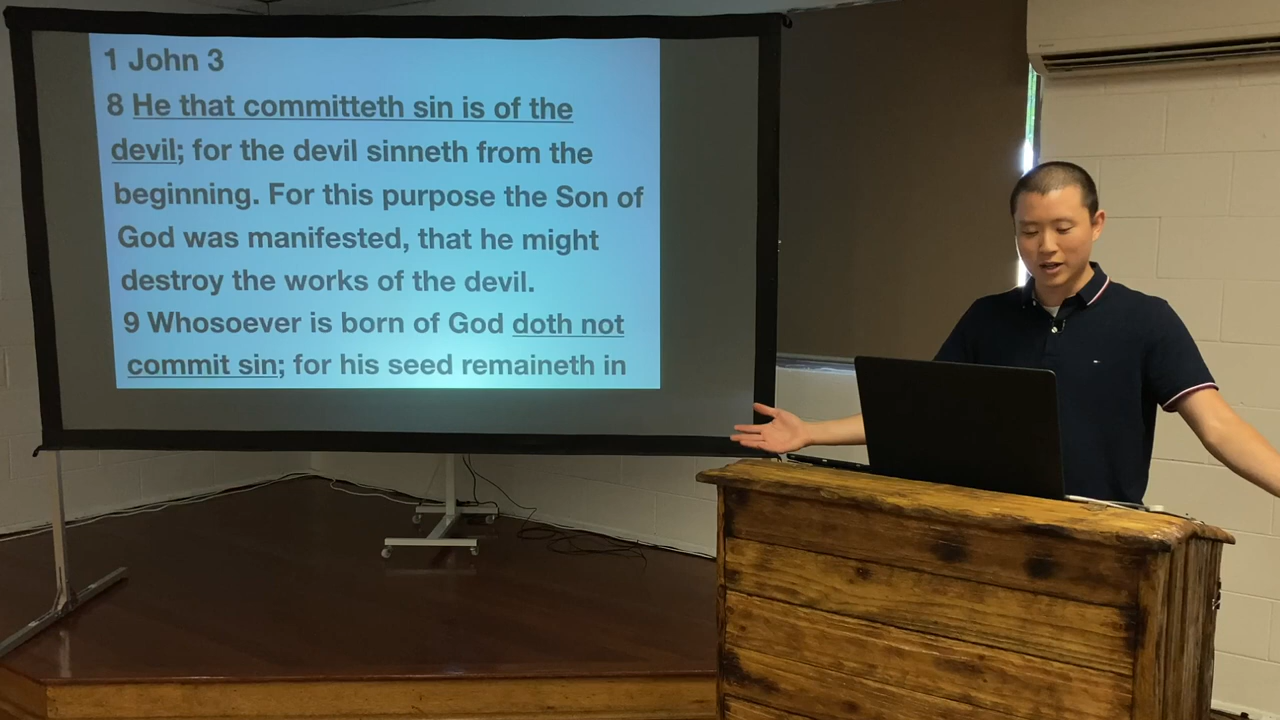 1 John 3
8 He that committeth sin is of the
devil; for the devil sinneth from the
beginning. For this purpose the Son of
God was manifested, that he might
destroy the works of the devil.
9 Whosoever is born of God doth not
commit sin; for his seed remaineth in